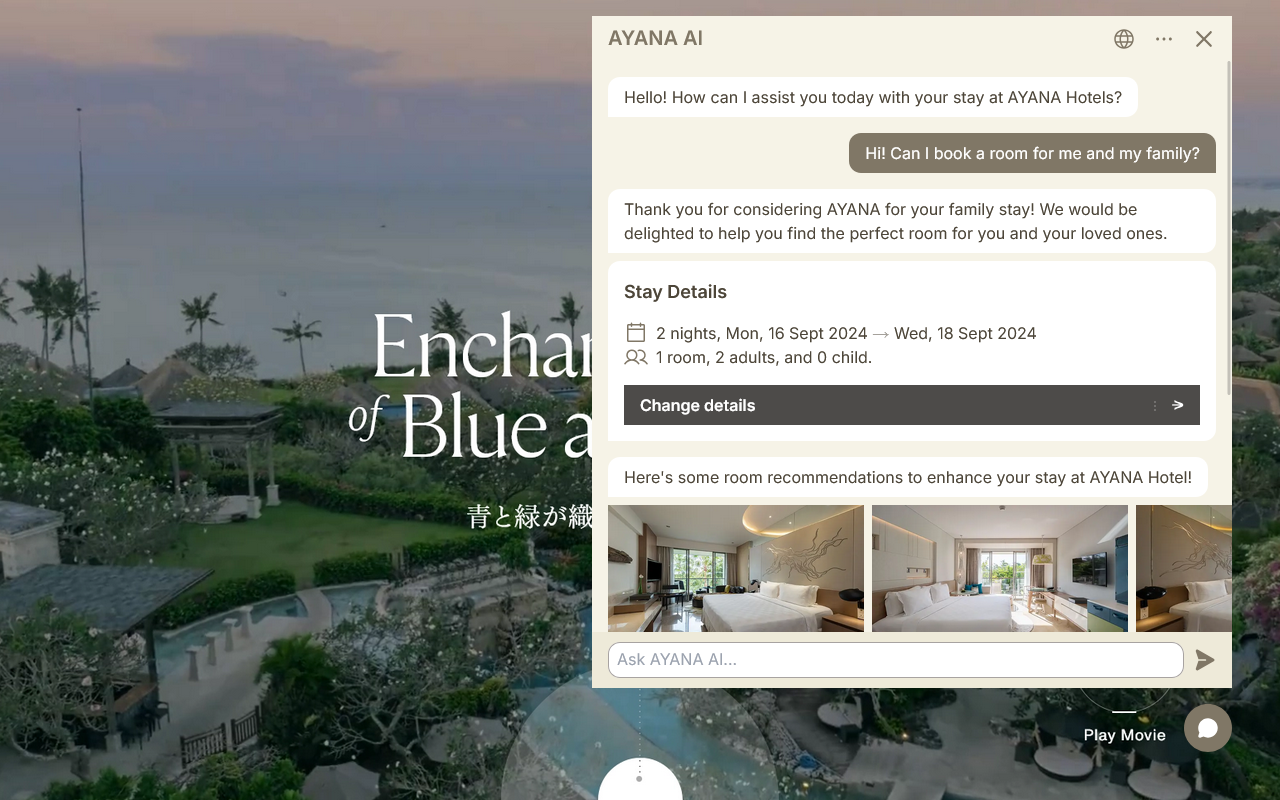 AYANA AI
Hello! How can I assist you today with your stay at AYANA Hotels?
Hi! Can I book a room for me and my family?
Thank you for considering AYANA for your family stay! We would be
delighted to help you find the perfect room for you and your loved ones.
Stay Details
2 nights, Mon, 16 Sept 2024 → Wed, 18 Sept 2024
1 room, 2 adults, and 0 child.
Change details
Here's some room recommendations to enhance your stay at AYANA Hotel!
Ask AYANA AI...
Enchan
of Blue a
青と緑が織
Play Movie